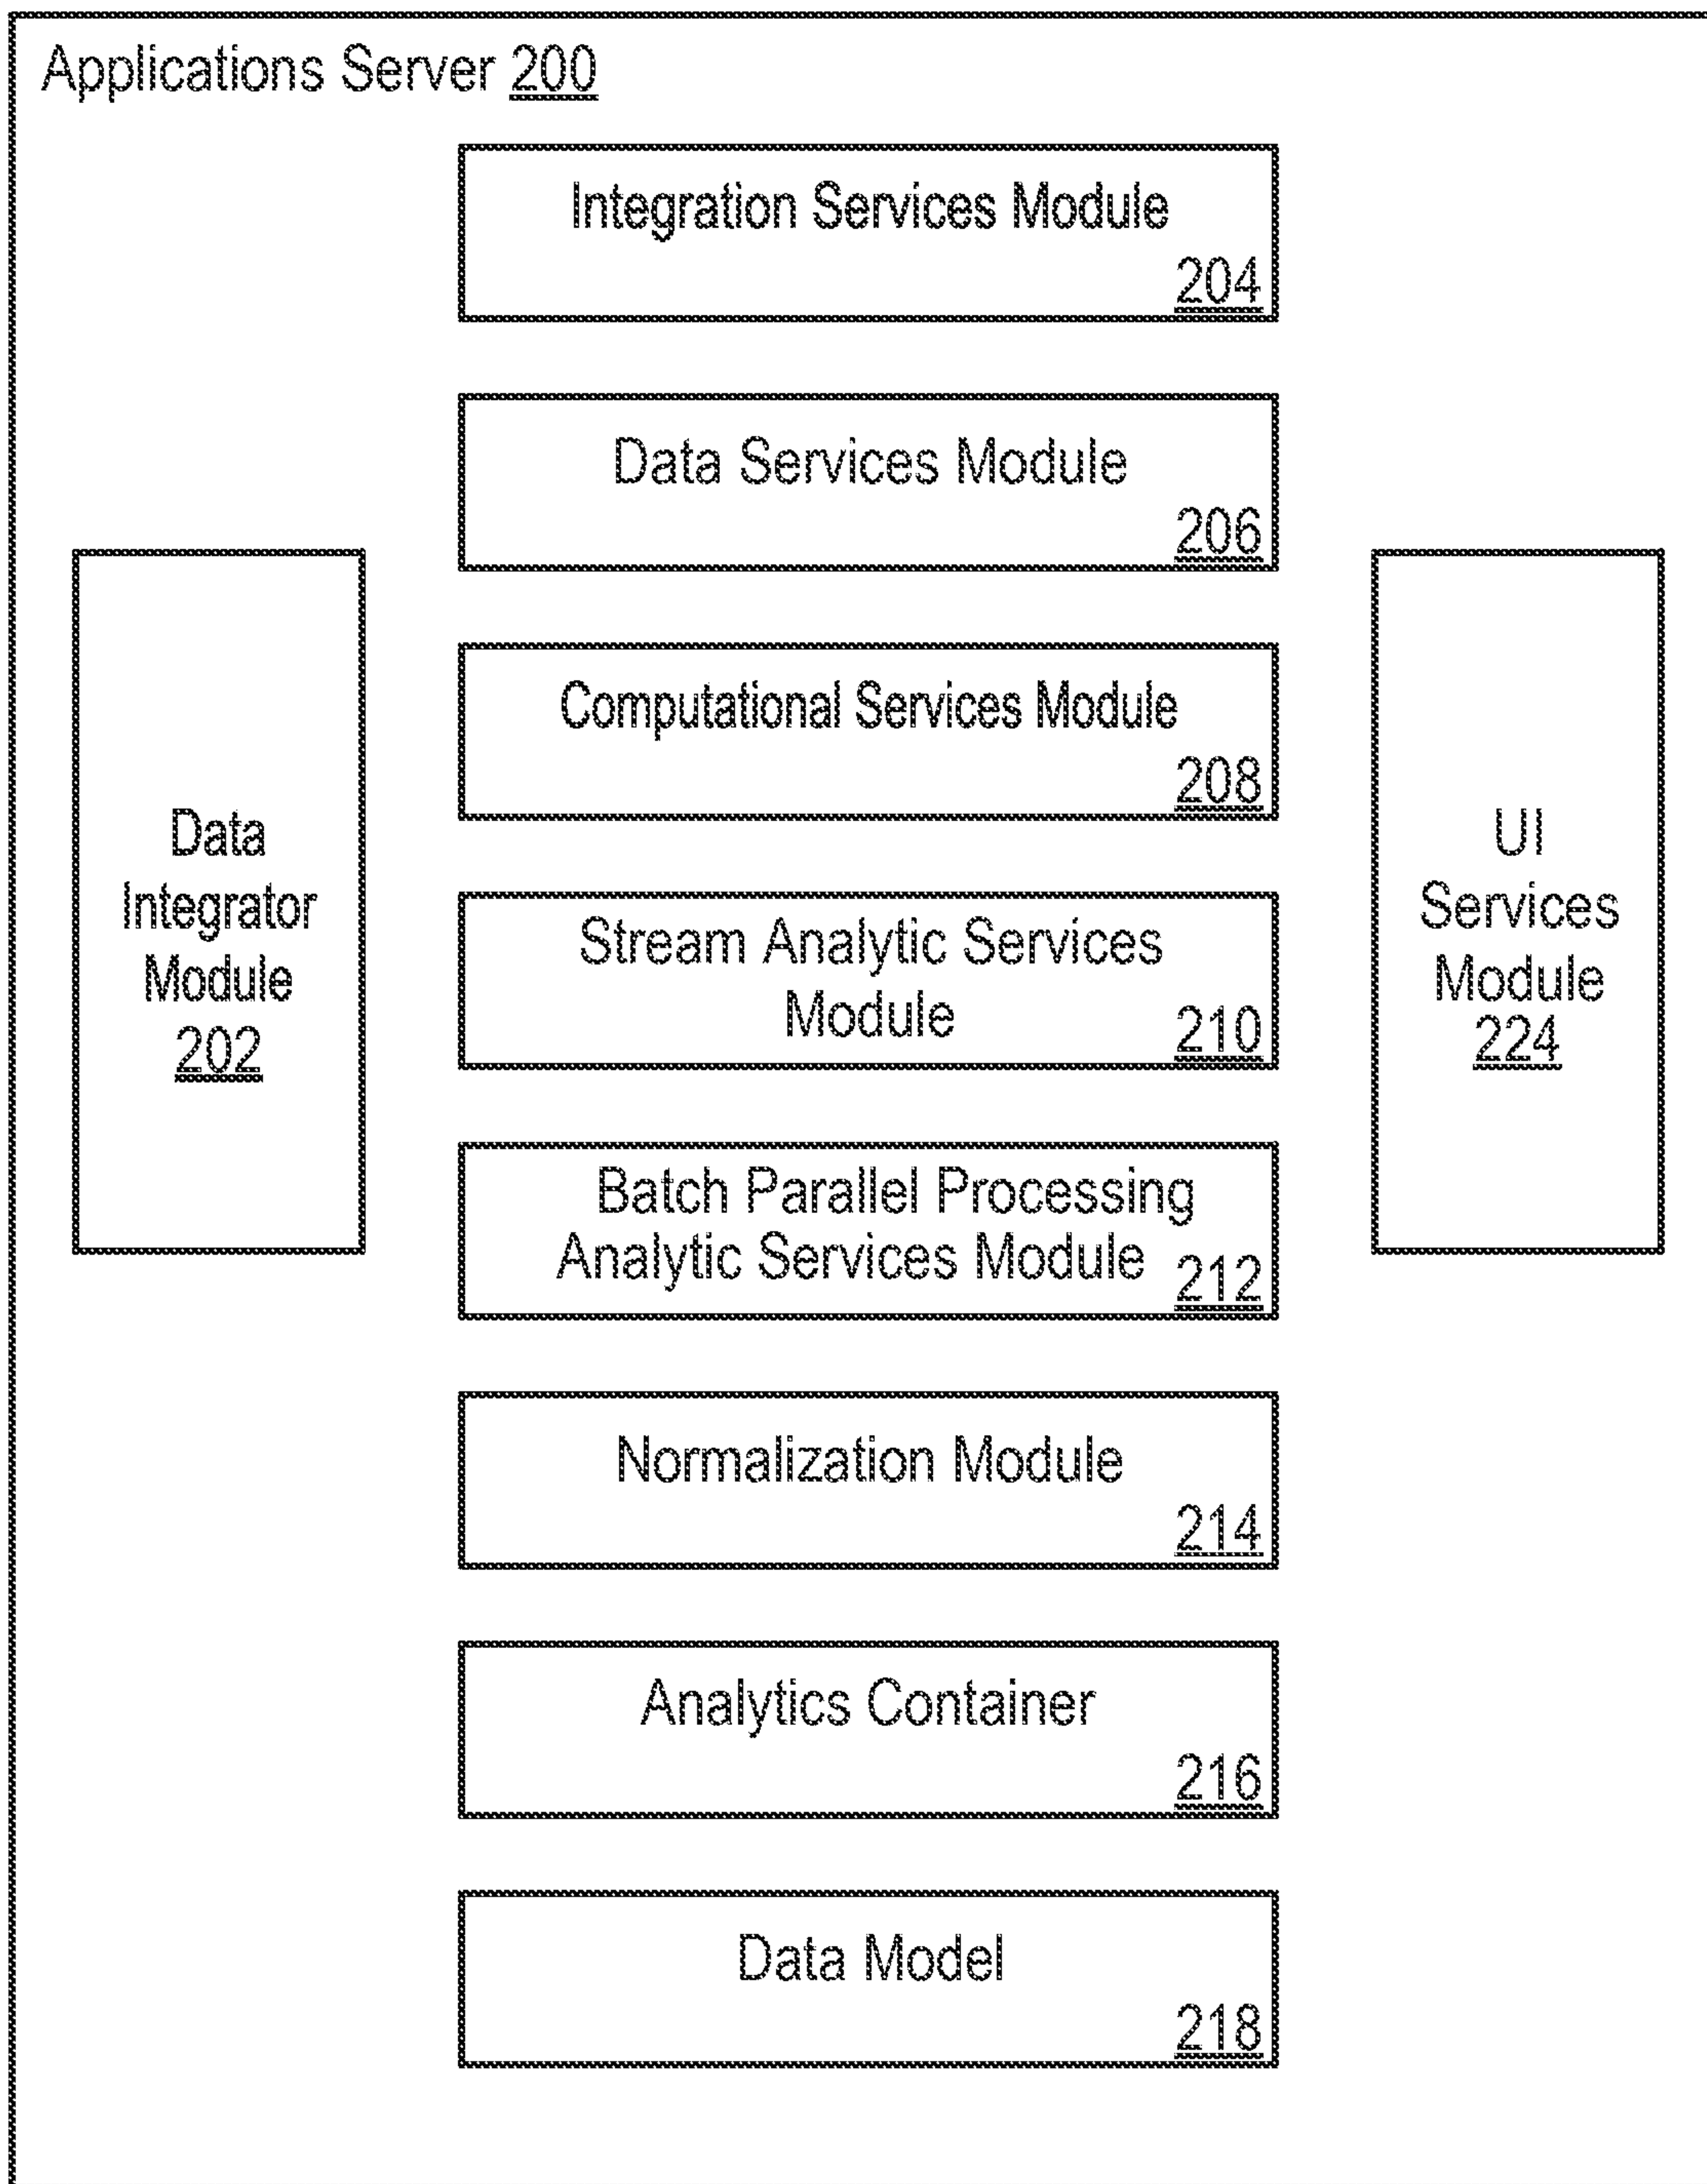 Applications Server 200
Integration Services Module
204
Data Services Module
206
Computational Services Module
208
Data
Integrator
Module
202
Stream Analytic Services
Module 210
UI
Services
Module
224
Batch Parallel Processing
Analytic Services Module 212
Normalization Module
214
Analytics Container
216
Data Model
218